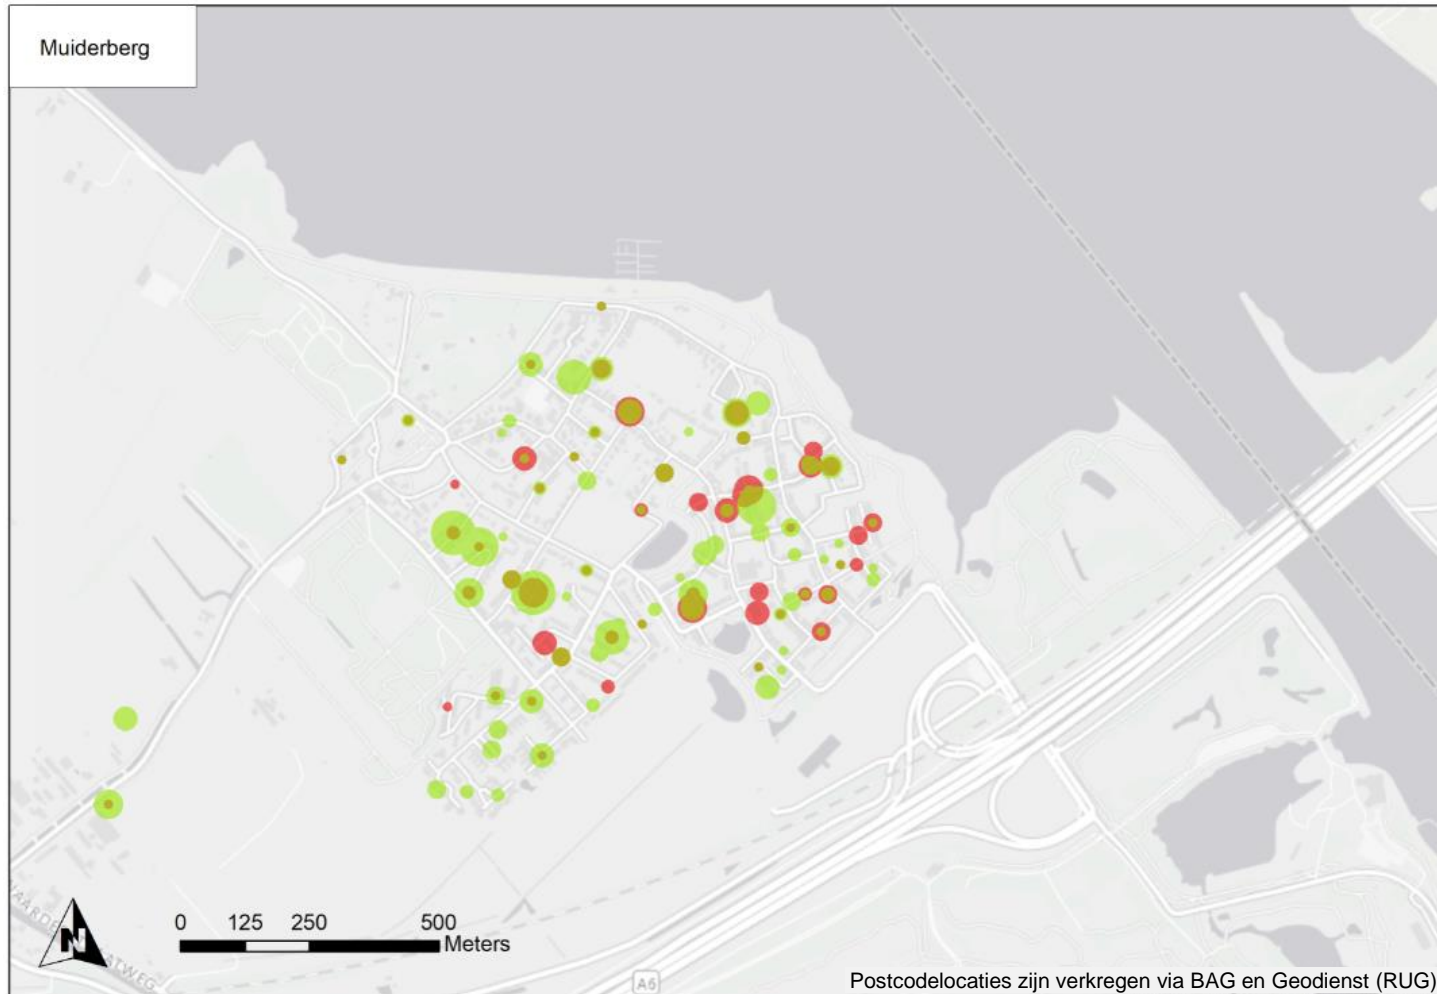 Muiderberg
0 125 250 500
Meters
N
A6
Postcodelocaties zijn verkregen via BAG en Geodienst (RUG)